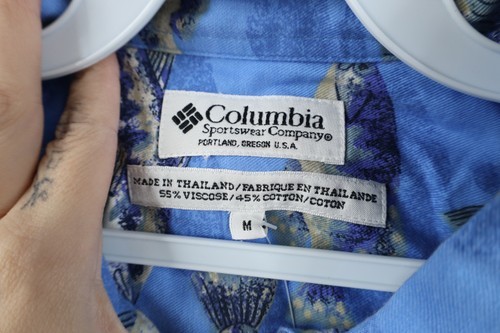 Columbia
Sportswear Company®
PORTLAND, OREGON U.S.A.
MADE IN THAILAND/FABRIQUE EN THAILANDE
55% VISCOSE/45% COTTON/COTON
M